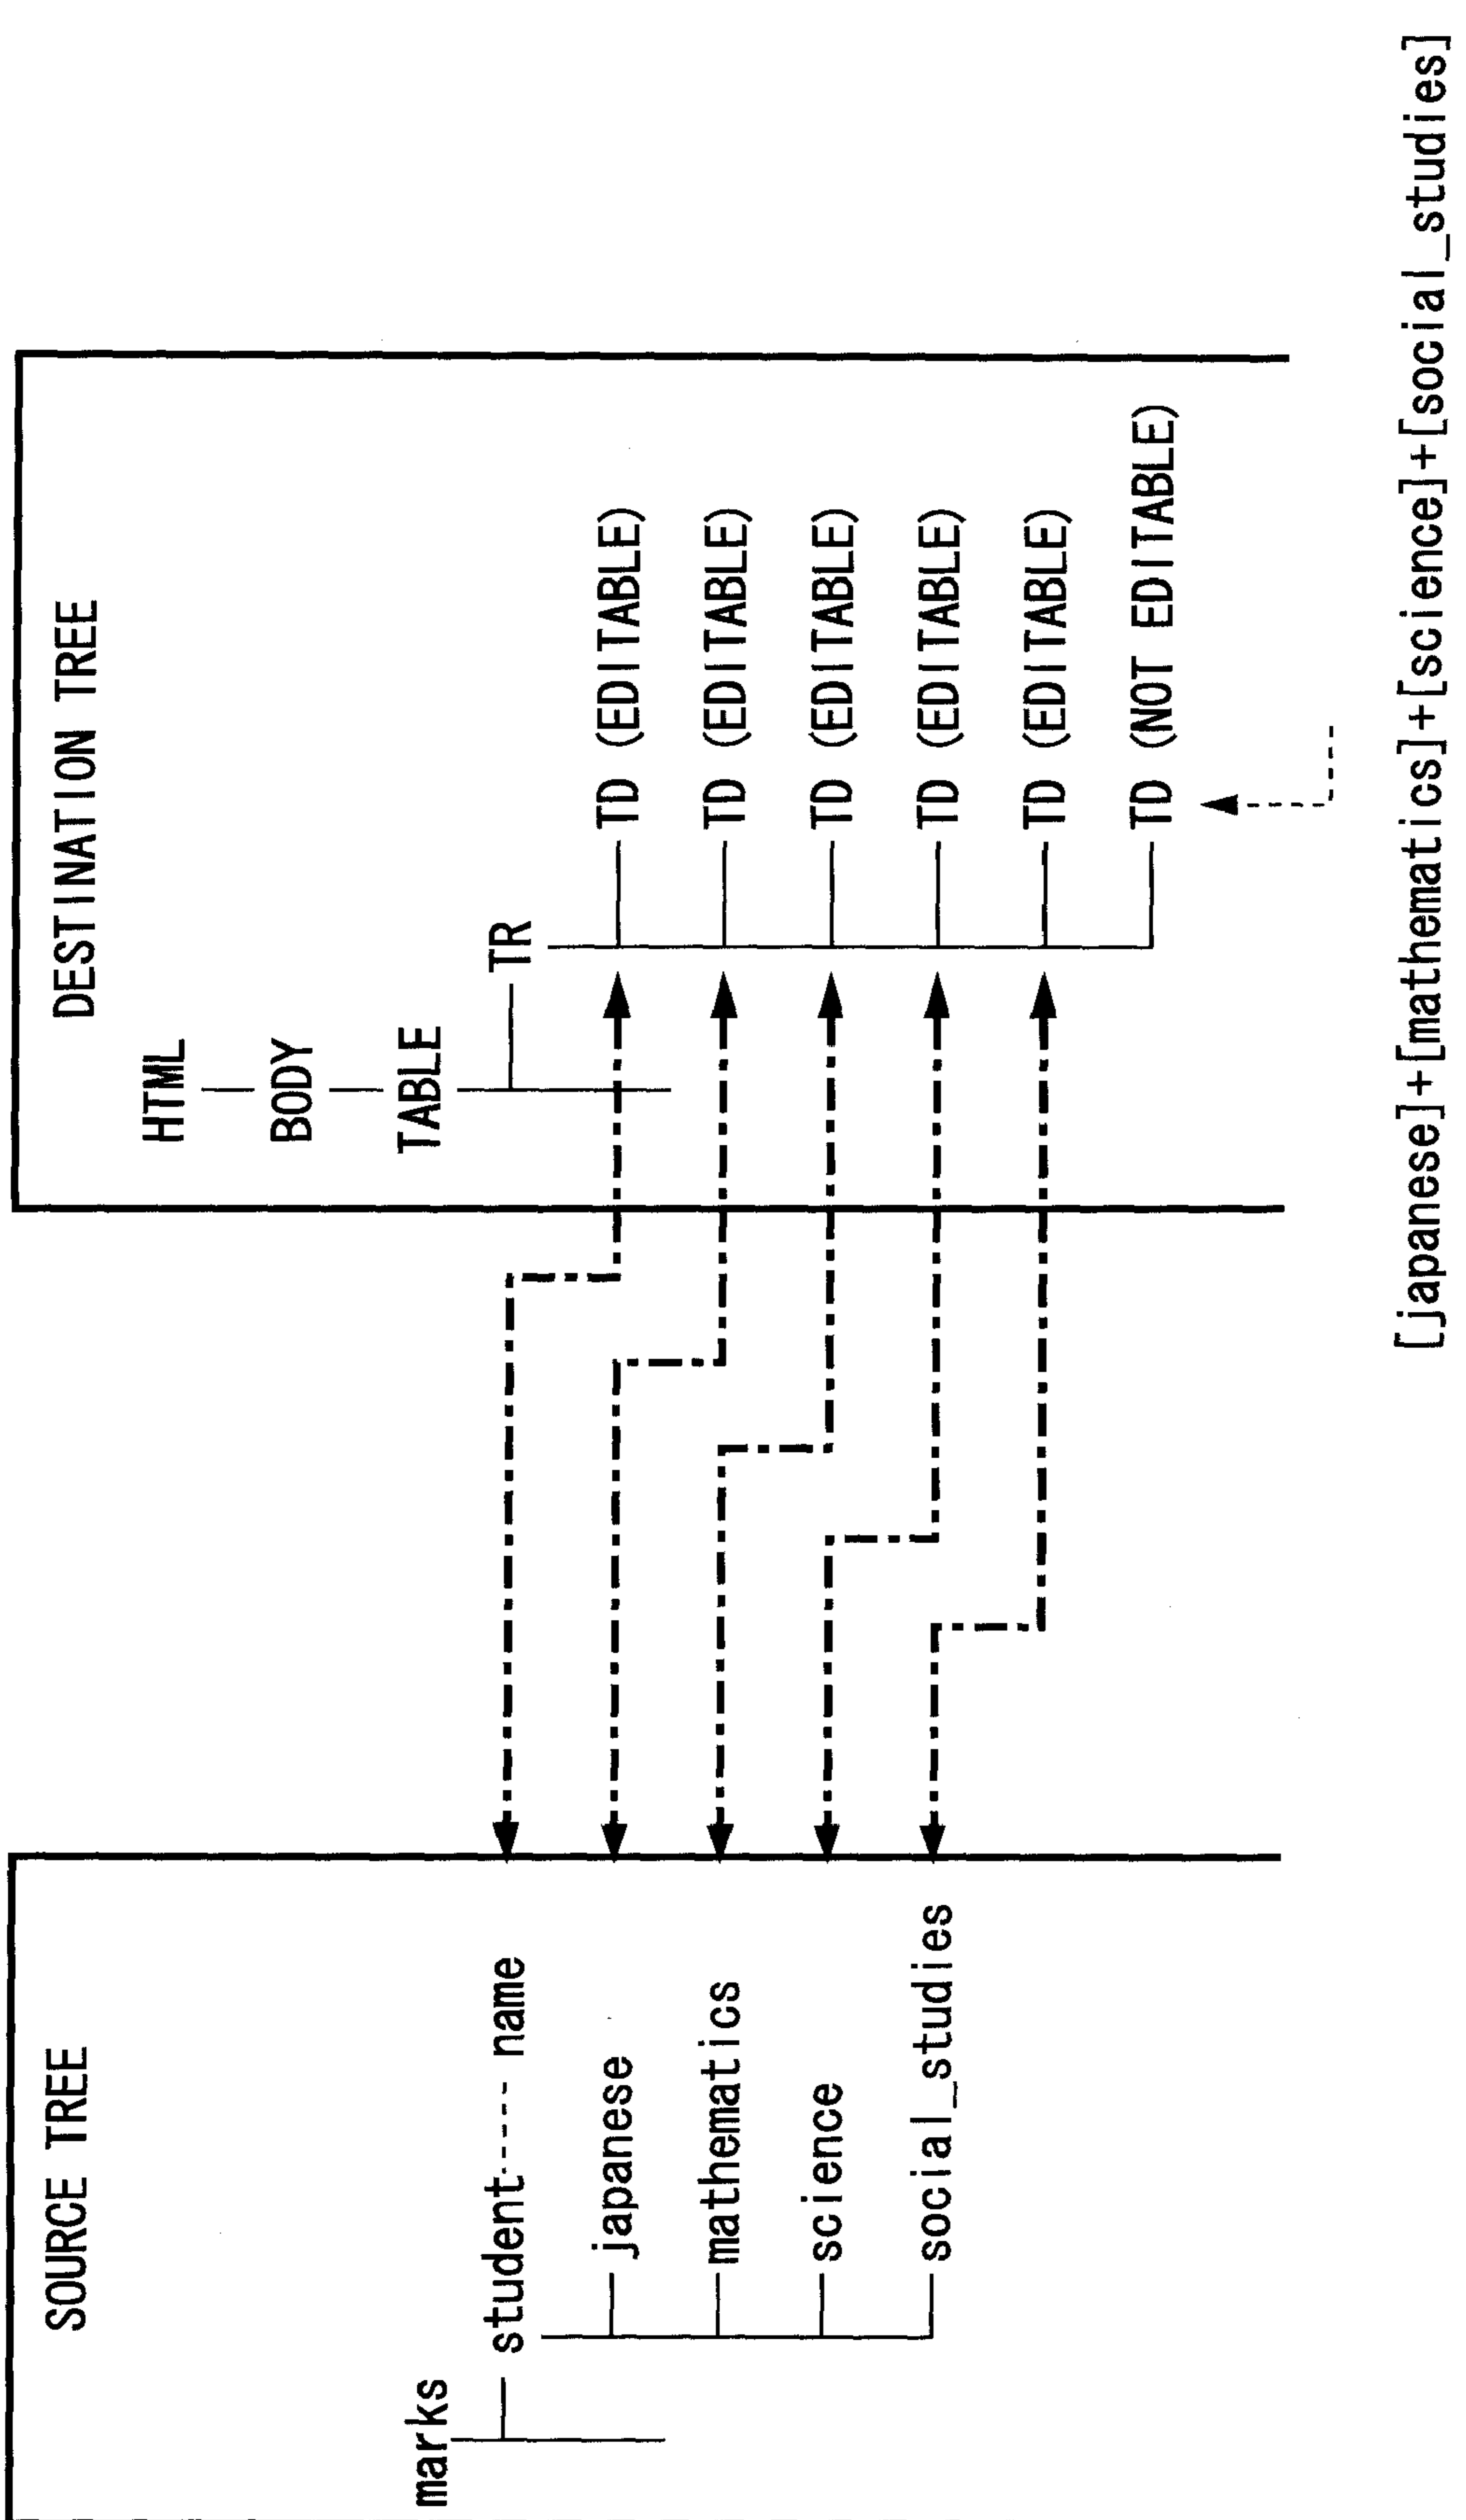 SOURCE TREE
marks
student name
japanese
mathematics
science
social_studies
DESTINATION TREE
HTML
BODY
TABLE
TR
TD (EDITABLE)
TD (EDITABLE)
TD (EDITABLE)
TD (EDITABLE)
TD (EDITABLE)
TD (NOT EDITABLE)
[japanese]+[mathematics]+[science]+[social_studies]